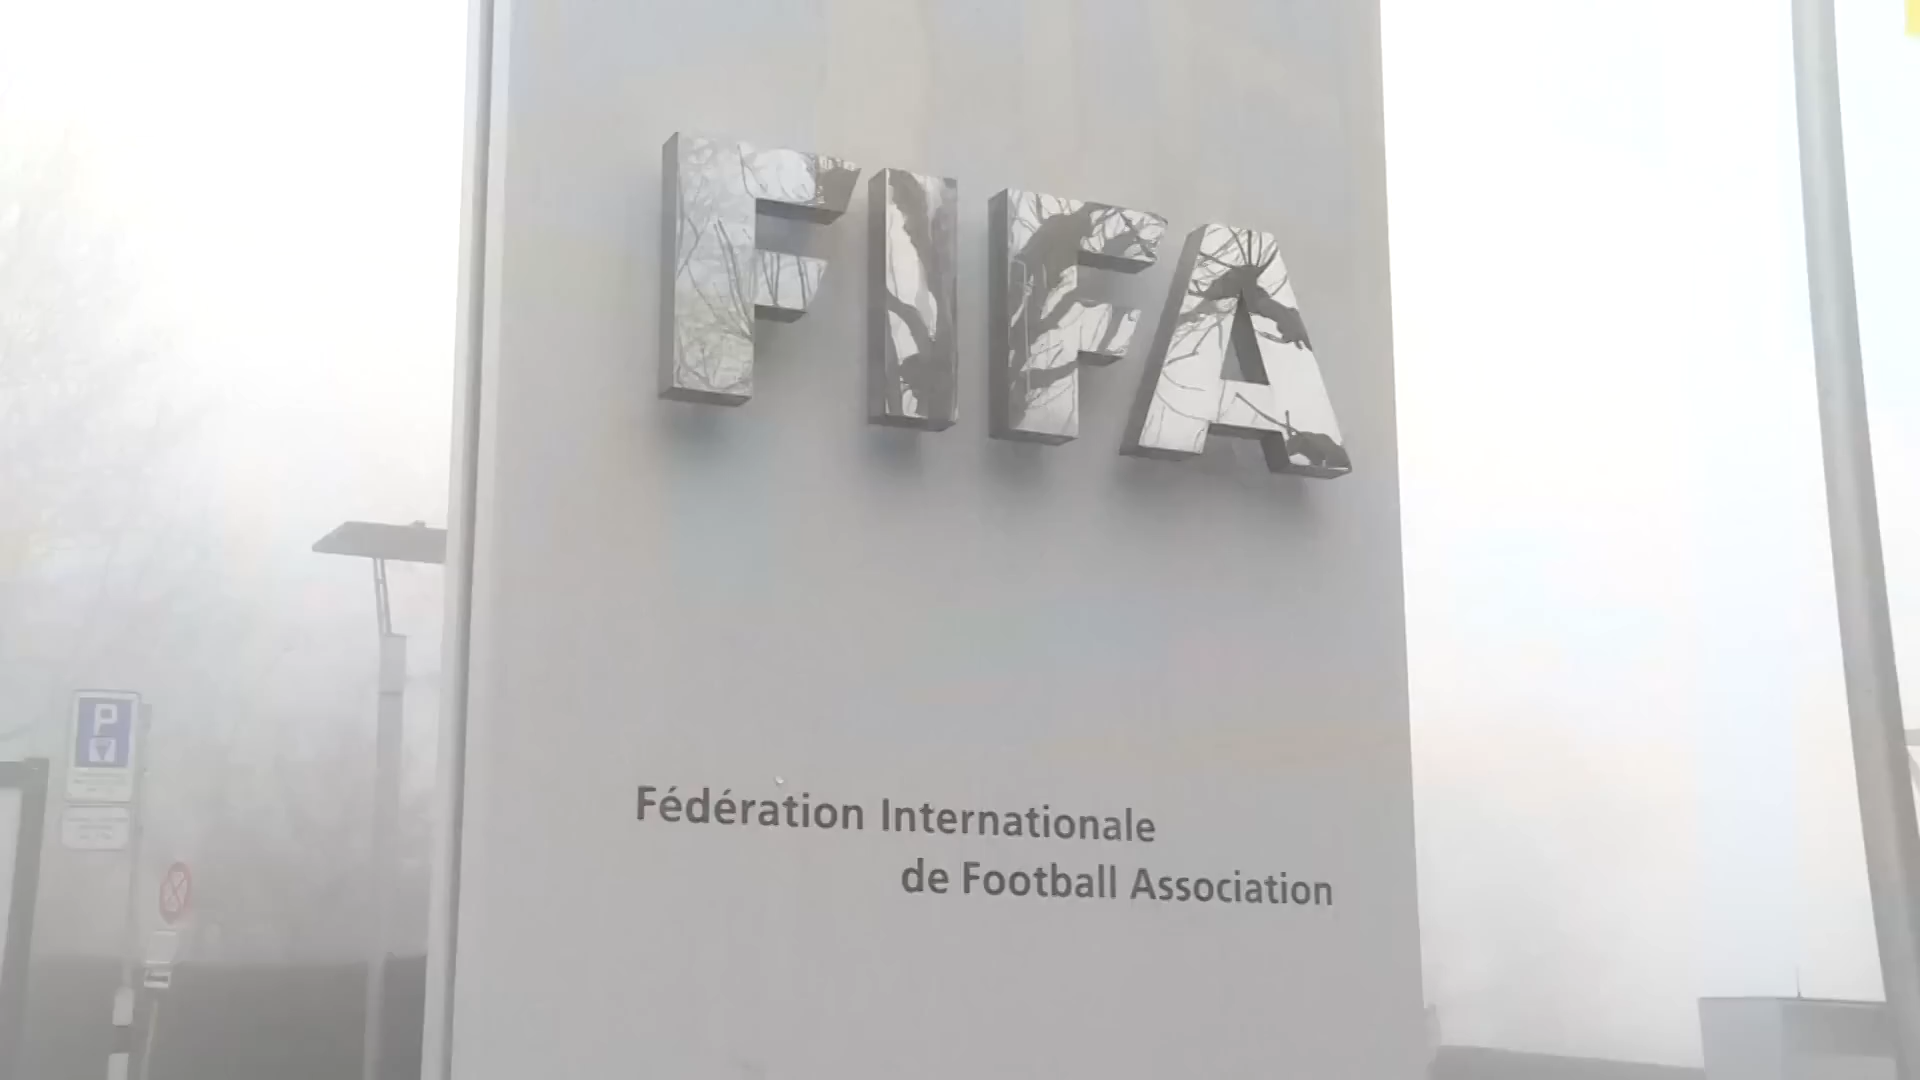 FIFA
Fédération Internationale
de Football Association
P